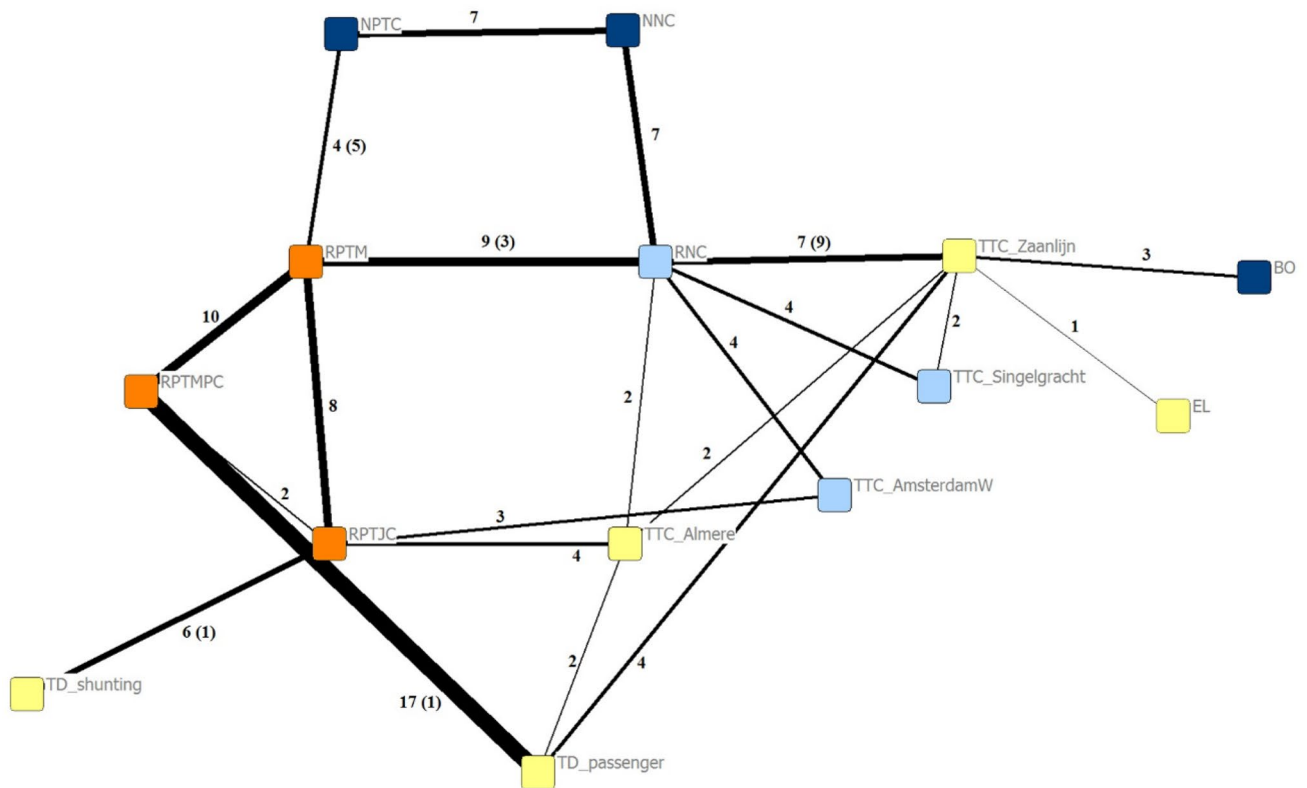 7
NPTC
NNC
4 (5)
7
RPTM
9 (3)
RNC
7 (9)
TTC_Zaanlijn
3
BO
10
4
2
1
4
RPTMPC
TTC_Singelgracht
8
2
EL
2
2
TTC_AmsterdamW
3
RPTJC
TTC_Almere
4
6 (1)
2
4
TD_shunting
17 (1)
TD_passenger